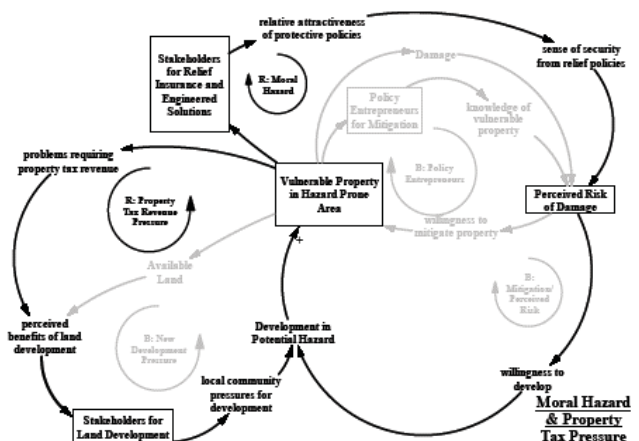 relative attractiveness
of protective policies
sense of security
from relief policies
Stakeholders
for Relief
Insurance and
Engineered
Solutions
R: Moral
Hazard
Damage
Policy
Entrepreneurs
for Mitigation
knowledge of
vulnerable
property
problems requiring
property tax revenue
B: Policy
Entrepreneurs
R: Property
Tax Revenue
Pressure
Vulnerable Property
in Hazard Prone
Area
Perceived Risk
of Damage
willingness to
mitigate property
+
Available
Land
B:
Mitigation/
Perceived
Risk
perceived
benefits of land
development
B: New
Development
Pressure
Development in
Potential Hazard
local community
pressures for
development
willingness to
develop
Stakeholders for
Land Development
Moral Hazard
& Property
Tax Pressure